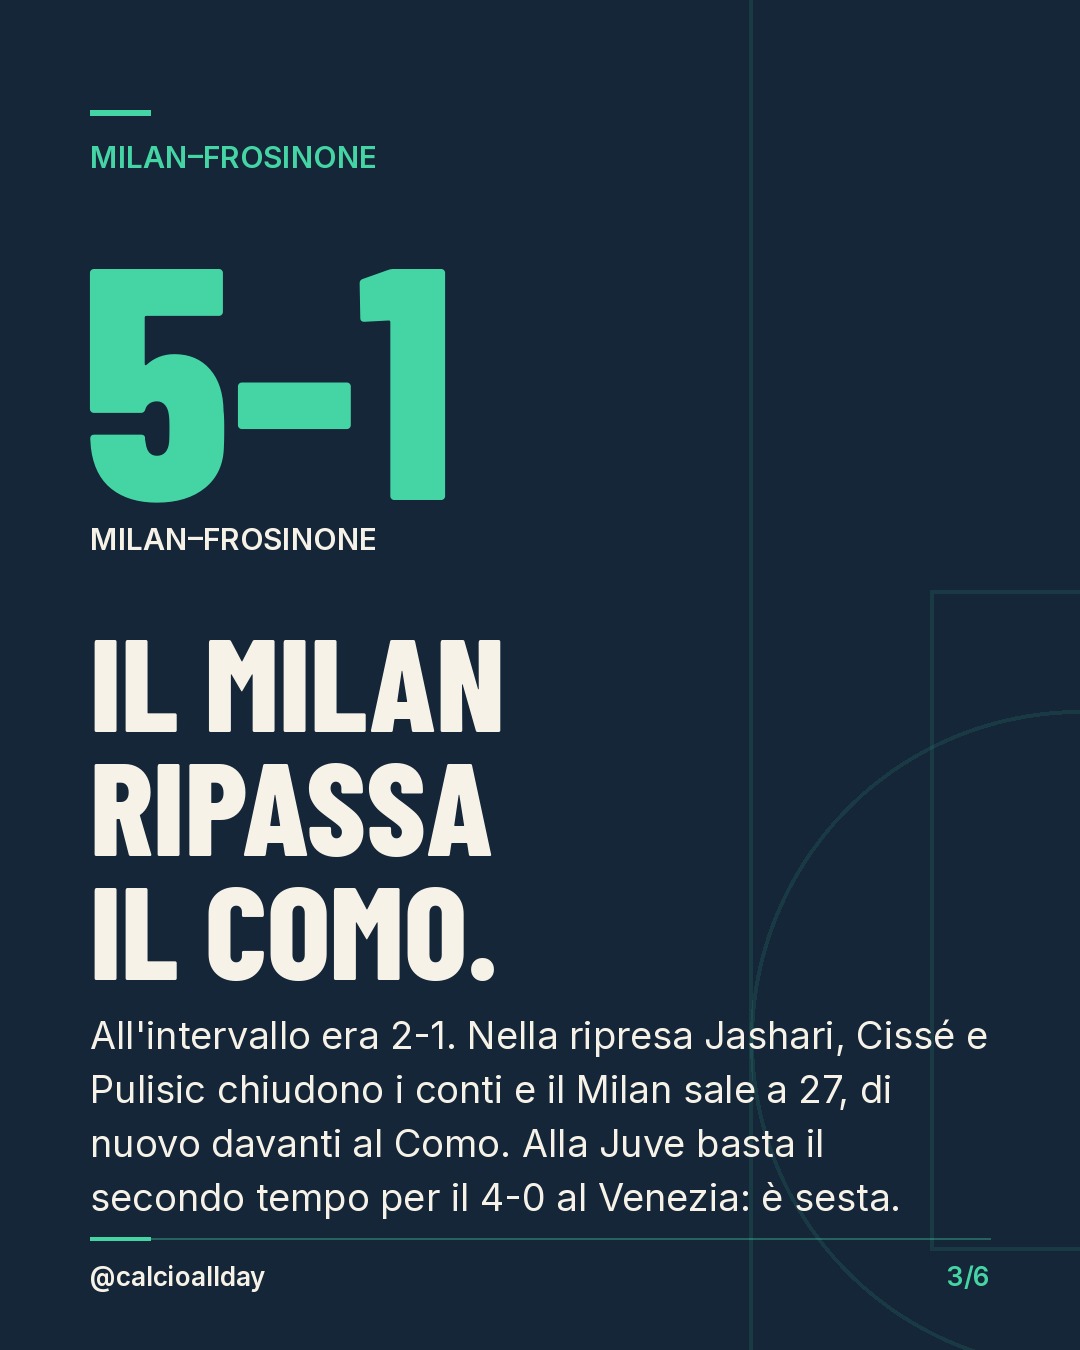 MILAN–FROSINONE
5–1
MILAN–FROSINONE
IL MILAN
RIPASSA
IL COMO.
All'intervallo era 2-1. Nella ripresa Jashari, Cissé e
Pulisic chiudono i conti e il Milan sale a 27, di
nuovo davanti al Como. Alla Juve basta il
secondo tempo per il 4-0 al Venezia: è sesta.
@calcioallday
3/6